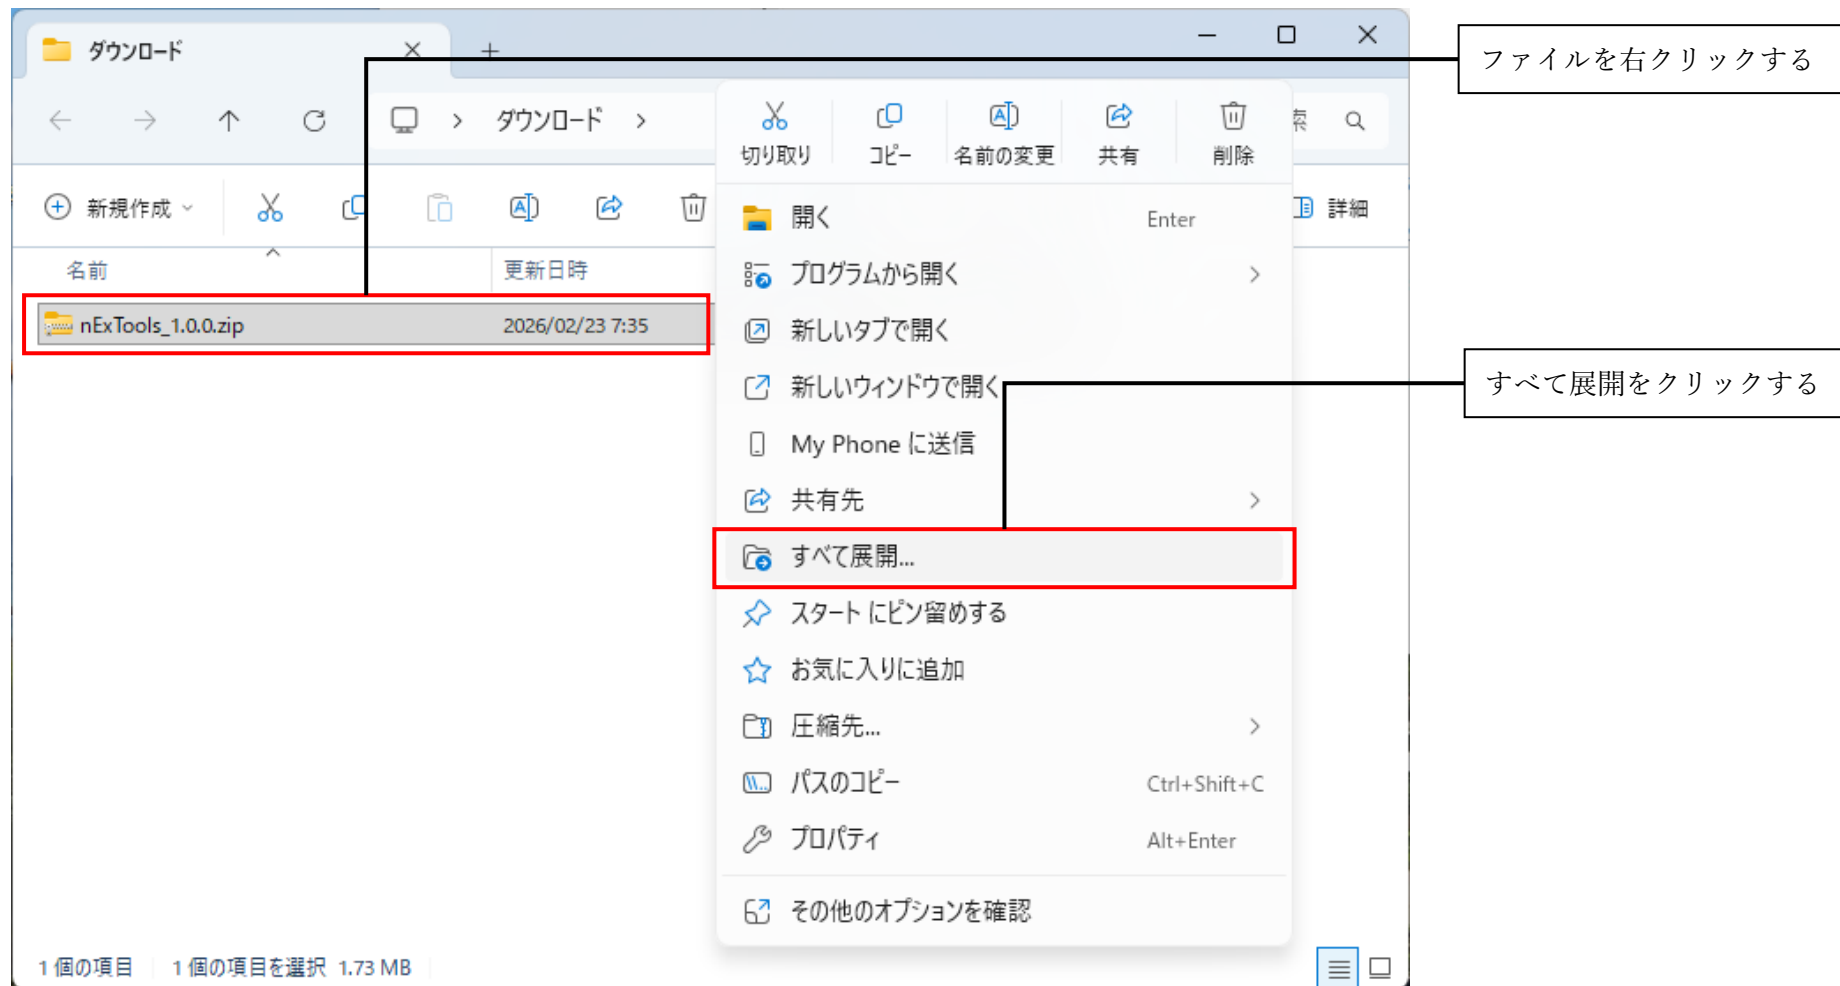 ダウンロード
ファイルを右クリックする
ダウンロード
索
切り取り
コピー
名前の変更
共有
削除
新規作成
詳細
名前
更新日時
nExTools_1.0.0.zip
2026/02/23 7:35
開く
Enter
プログラムから開く
新しいタブで開く
新しいウィンドウで開く
すべて展開をクリックする
My Phone に送信
共有先
すべて展開...
スタート にピン留めする
お気に入りに追加
圧縮先...
パスのコピー
Ctrl+Shift+C
プロパティ
Alt+Enter
その他のオプションを確認
1 個の項目
1 個の項目を選択 1.73 MB